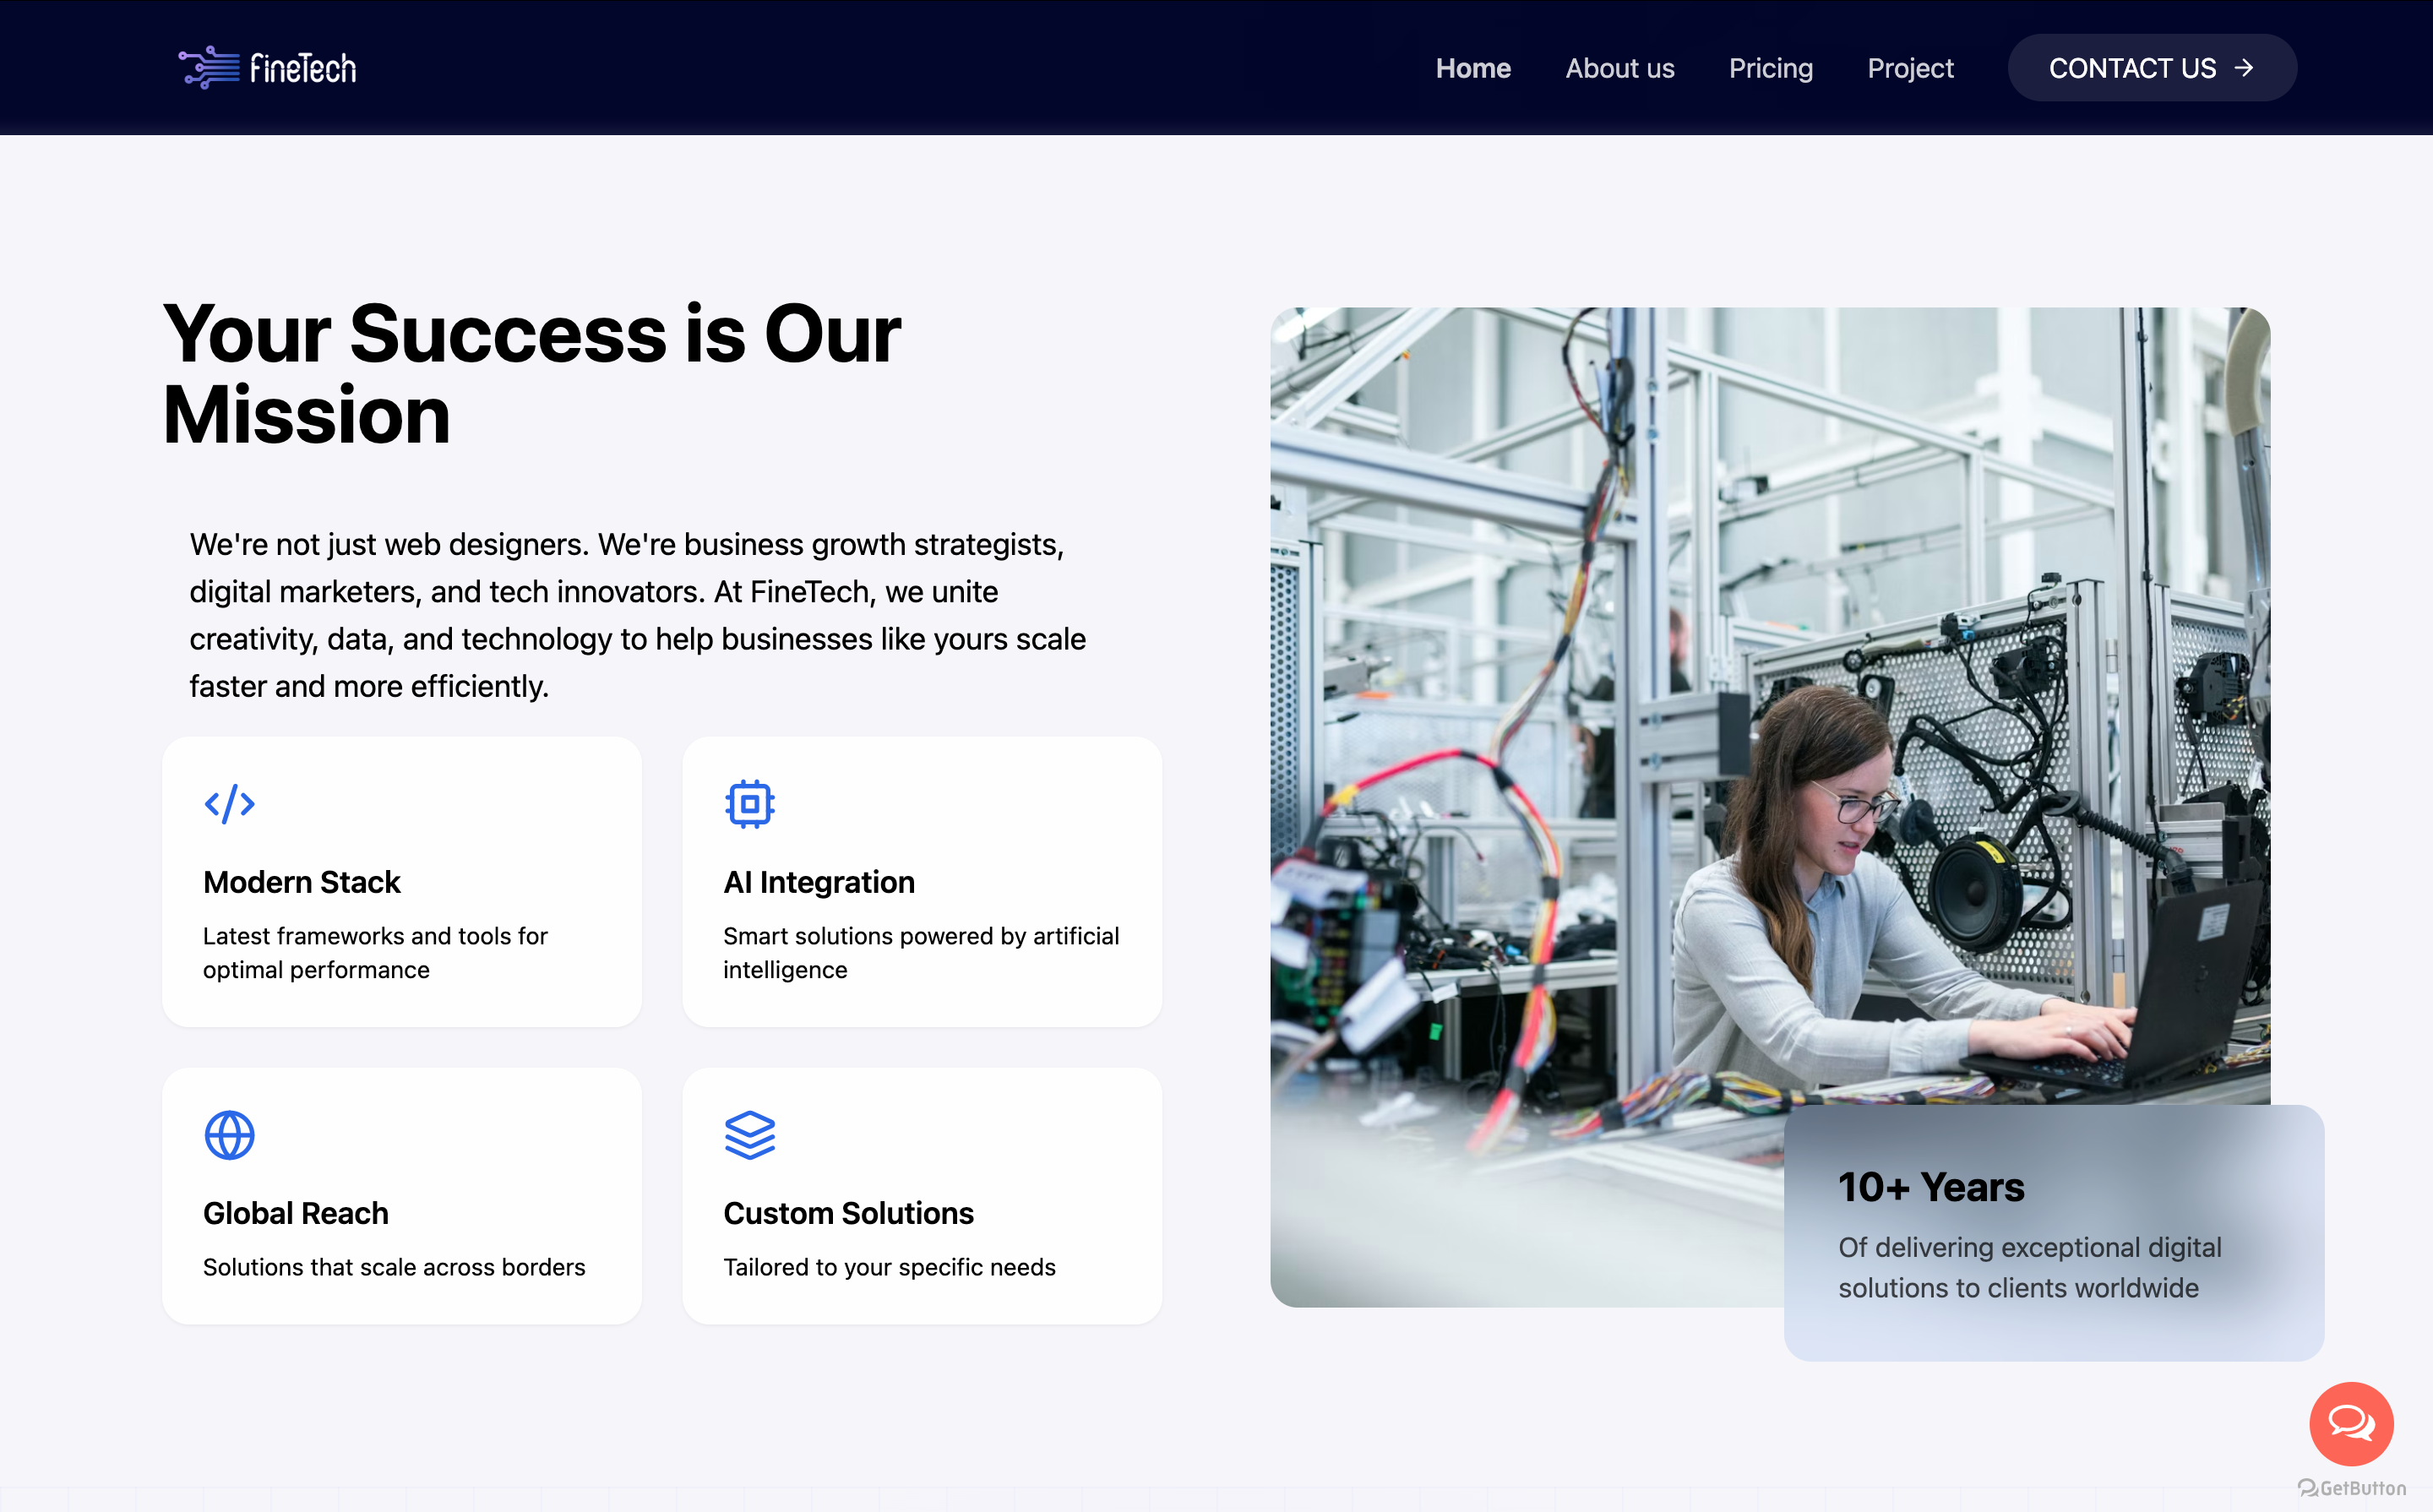 fineTech
Home
About us
Pricing
Project
CONTACT US
Your Success is Our
Mission
We're not just web designers. We're business growth strategists,
digital marketers, and tech innovators. At FineTech, we unite
creativity, data, and technology to help businesses like yours scale
faster and more efficiently.
Modern Stack
Latest frameworks and tools for
optimal performance
AI Integration
Smart solutions powered by artificial
intelligence
Global Reach
Solutions that scale across borders
Custom Solutions
Tailored to your specific needs
10+ Years
Of delivering exceptional digital
solutions to clients worldwide
GetButton